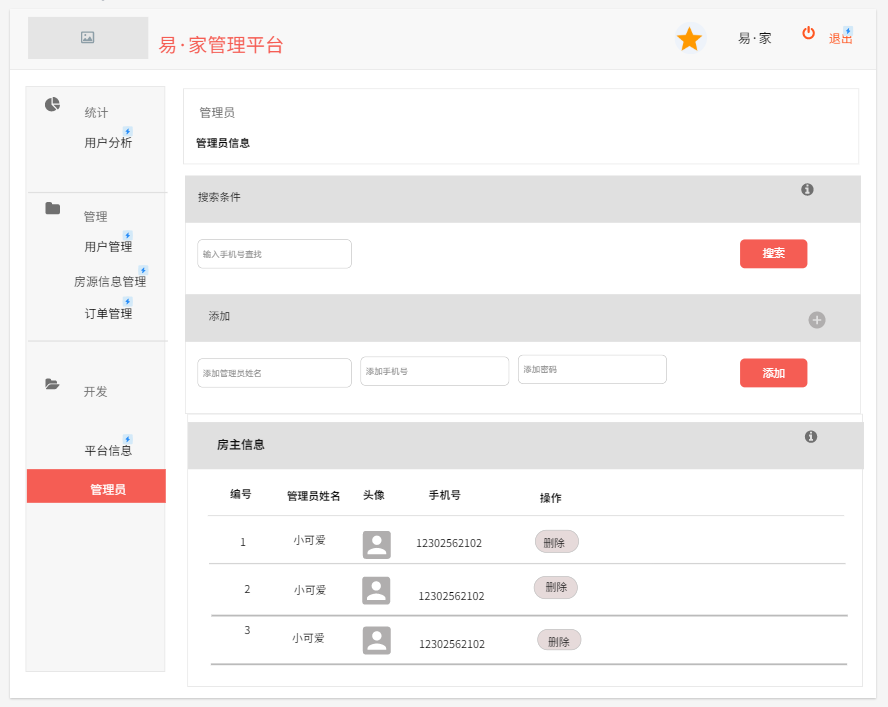 易·家管理平台
易·家
退出
统计
用户分析
管理
用户管理
房源信息管理
订单管理
开发
平台信息
管理员
管理员
管理员信息
搜索条件
输入手机号查找
搜索
添加
添加管理员姓名
添加手机号
添加密码
添加
房主信息
编号 管理员姓名 头像 手机号 操作
1 小可爱 12302562102 删除
2 小可爱 12302562102 删除
3 小可爱 12302562102 删除